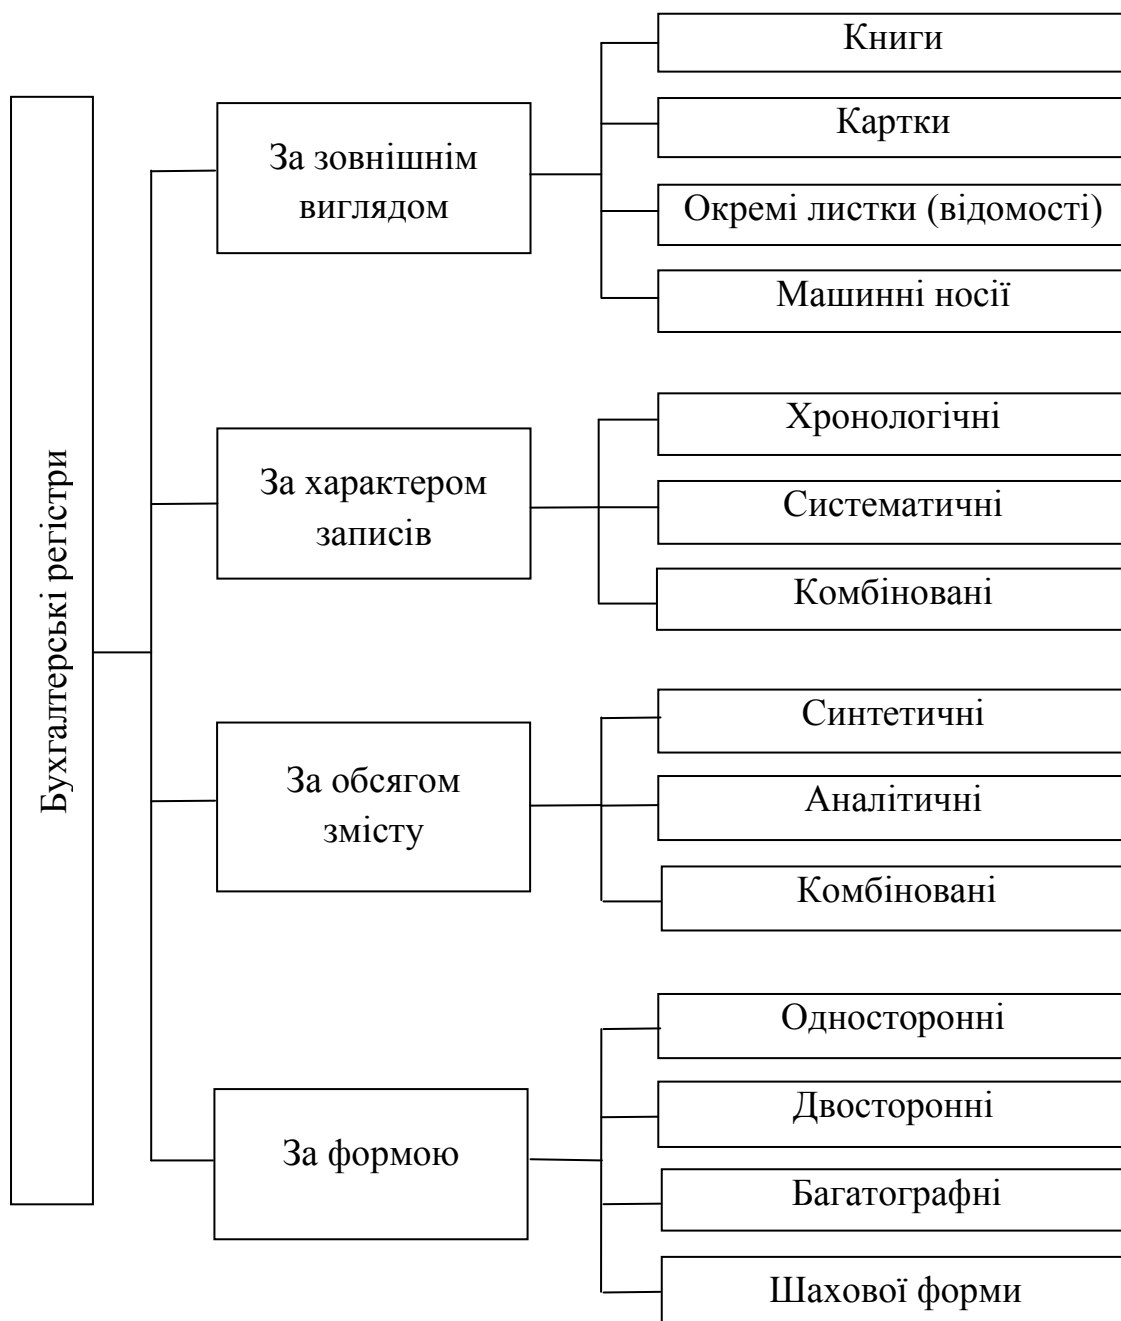 Бухгалтерські регістри
За зовнішнім
виглядом
Книги
Картки
Окремі листки (відомості)
Машинні носії
За характером
записів
Хронологічні
Систематичні
Комбіновані
За обсягом
змісту
Синтетичні
Аналітичні
Комбіновані
За формою
Односторонні
Двосторонні
Багатографні
Шахової форми